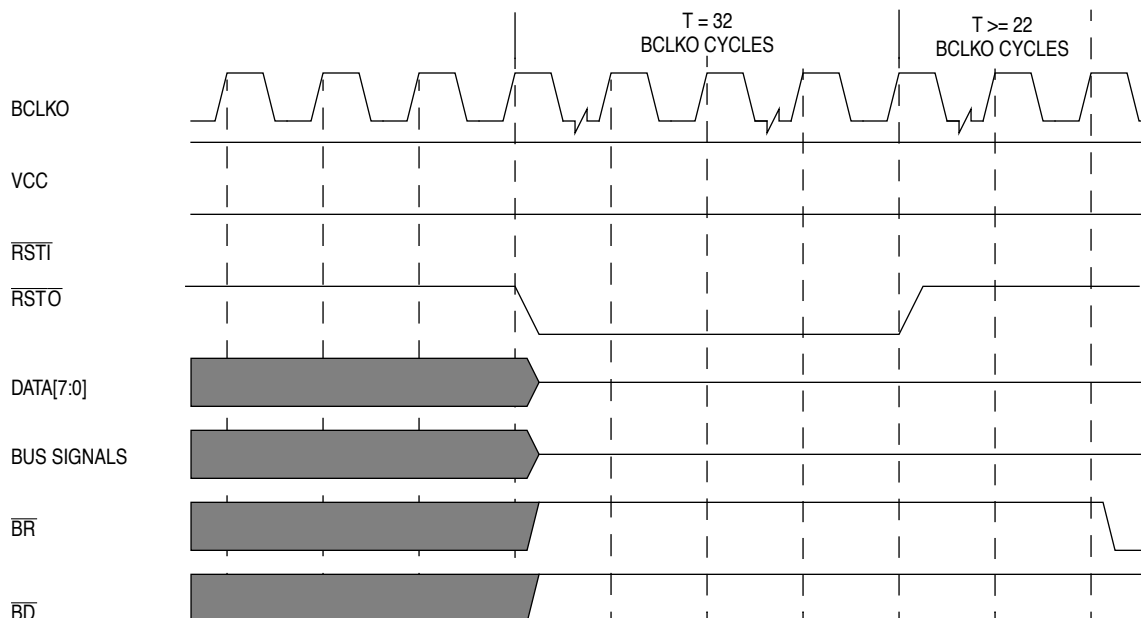 T = 32
BCLKO CYCLES
T >= 22
BCLKO CYCLES
BCLKO
VCC
RSTI
RSTO
DATA[7:0]
BUS SIGNALS
BR
BD